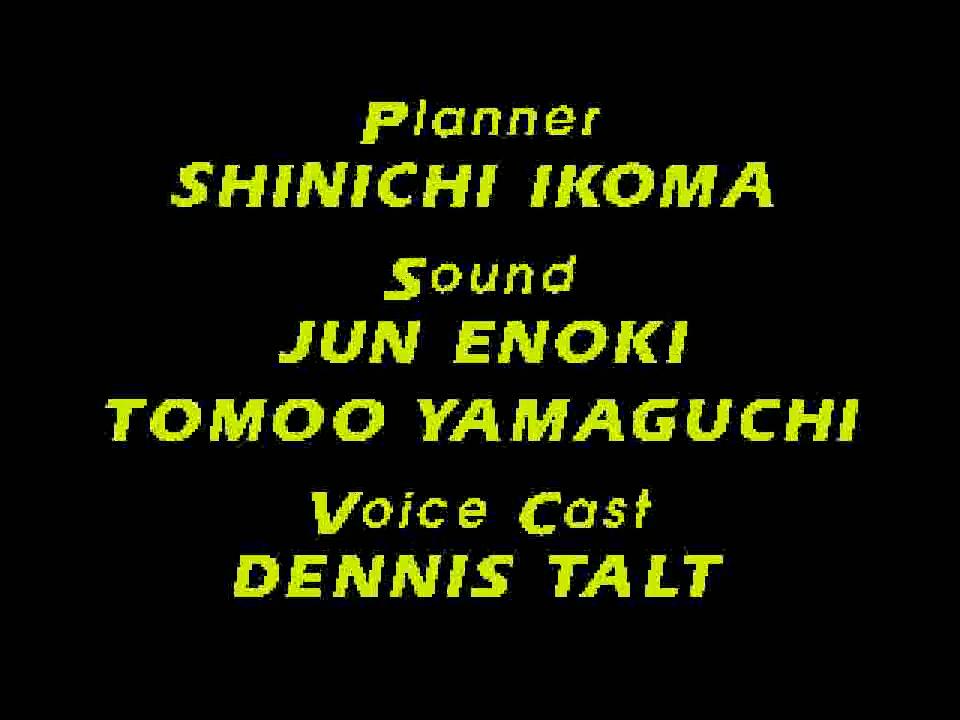 Planner
SHINICHI IKOMA
Sound
JUN ENOKI
TOMOO YAMAGUCHI
Voice Cast
DENNIS TALT